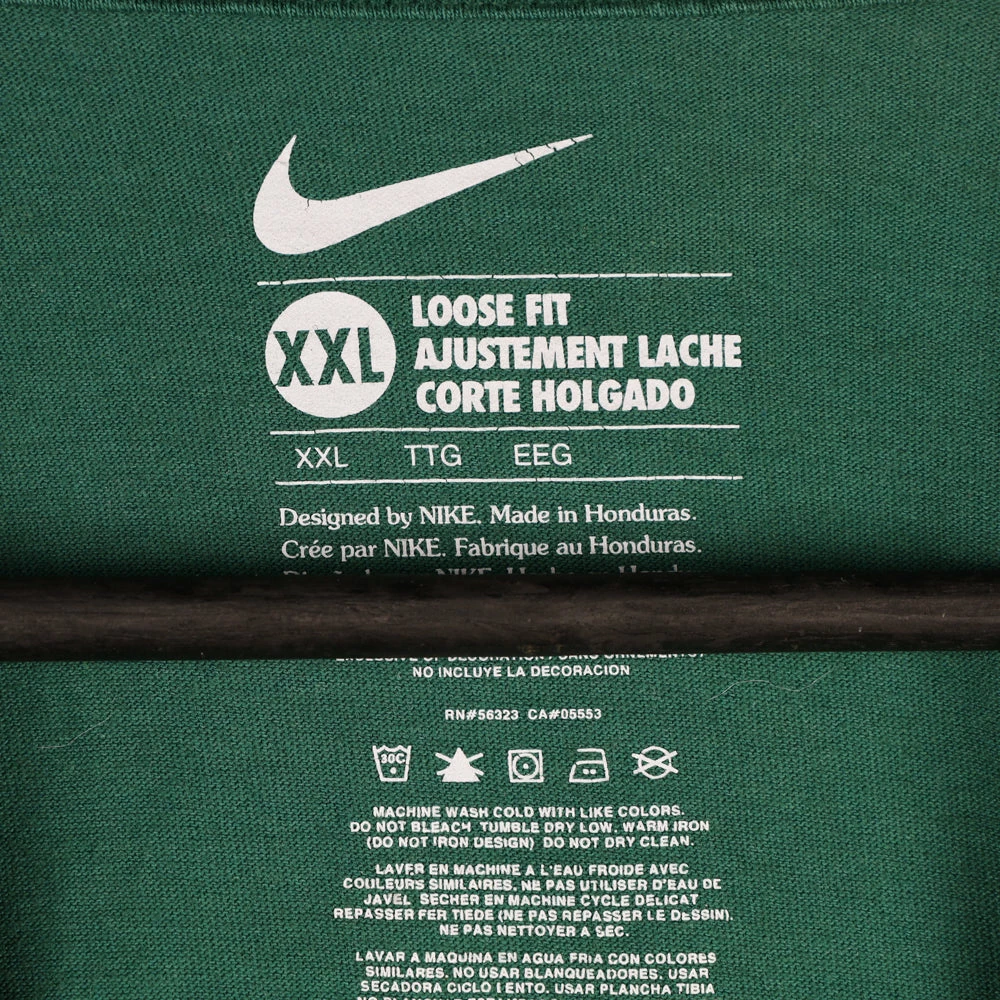 XXL
LOOSE FIT
AJUSTEMENT LACHE
CORTE HOLGADO
XXL TTG EEG
Designed by NIKE. Made in Honduras.
Crée par NIKE. Fabrique au Honduras.
NIKE.
NO INCLUYE LA DECORACION
RN#56323 CA#05553
30C
MACHINE WASH COLD WITH LIKE COLORS.
DO NOT BLEACH TUMBLE DRY LOW. WARM IRON
(DO NOT IRON DESIGN) DO NOT DRY CLEAN.
LAVER EN MACHINE A L'EAU FROIDE AVEC
COULEURS SIMILAIRES. NE PAS UTILISER D'EAU DE
JAVEL SECHER EN MACHINE CYCLE DELICAT
REPASSER FER TIEDE (NE PAS REPASSER LE DESSIN).
NE PAS NETTOYER A SEC.
LAVAR A MAQUINA EN AGUA FRIA CON COLORES
SIMILARES. NO USAR BLANQUEADORES. USAR
SECADORA CICLO LENTO. USAR PLANCHA TIBIA